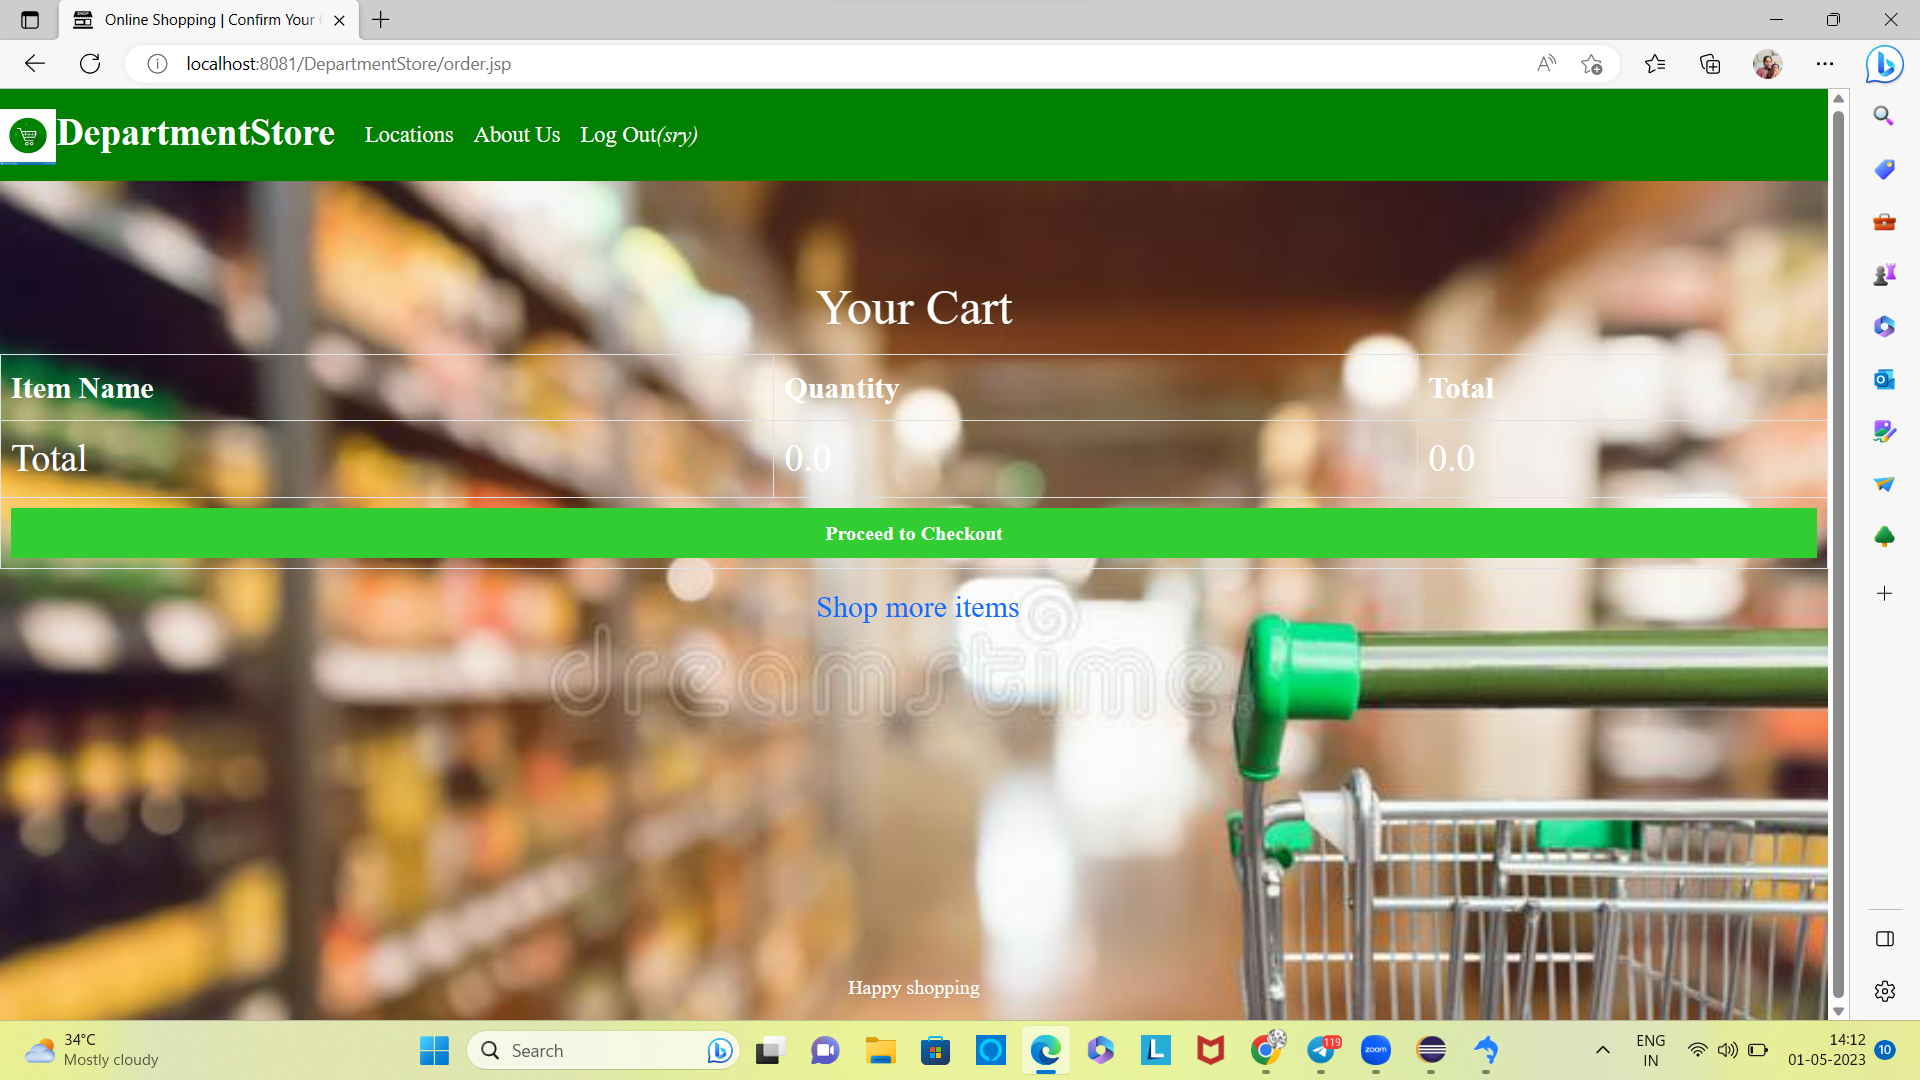 Online Shopping | Confirm Your
localhost:8081/DepartmentStore/order.jsp
DepartmentStore
Locations
About Us
Log Out(sry)
Your Cart
Item Name Quantity Total
Total 0.0 0.0
Proceed to Checkout
Shop more items
dreamstime
Happy shopping
34°C
Mostly cloudy
Search
119
zoom
ENG
IN
14:12
01-05-2023
10